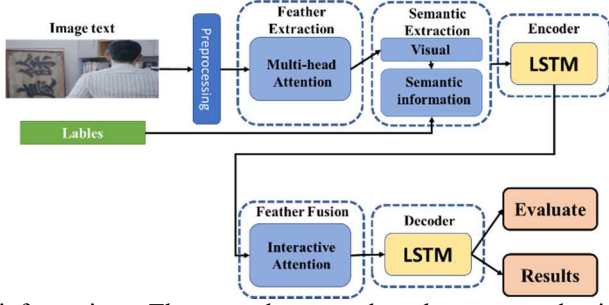 Image text
Preprocessing
Feather
Extraction
Multi-head
Attention
Semantic
Extraction
Visual
Semantic
information
Encoder
LSTM
Lables
Feather Fusion
Interactive
Attention
Decoder
LSTM
Evaluate
Results